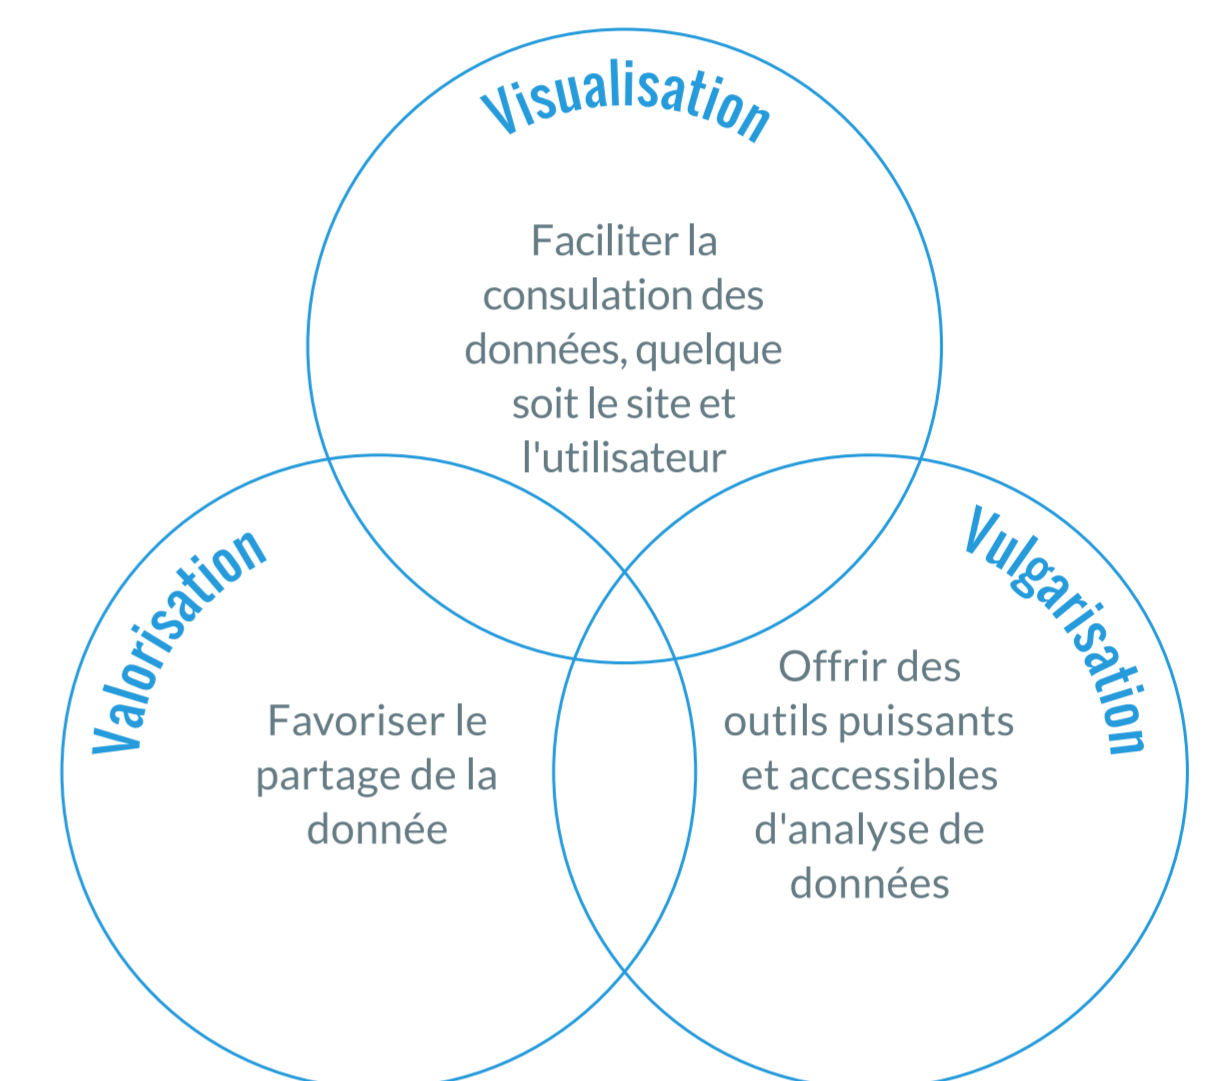 Visualisation
Faciliter la
consulation des
données, quelque
soit le site et
l'utilisateur
Valorisation
Favoriser le
partage de la
donnée
Vulgarisation
Offrir des
outils puissants
et accessibles
d'analyse de
données